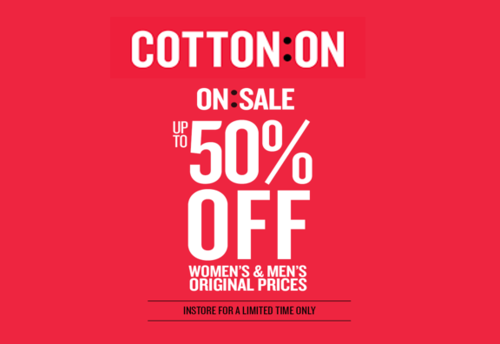 COTTON:ON
ON:SALE
UP TO 50%
OFF
WOMEN'S & MEN'S
ORIGINAL PRICES
INSTORE FOR A LIMITED TIME ONLY